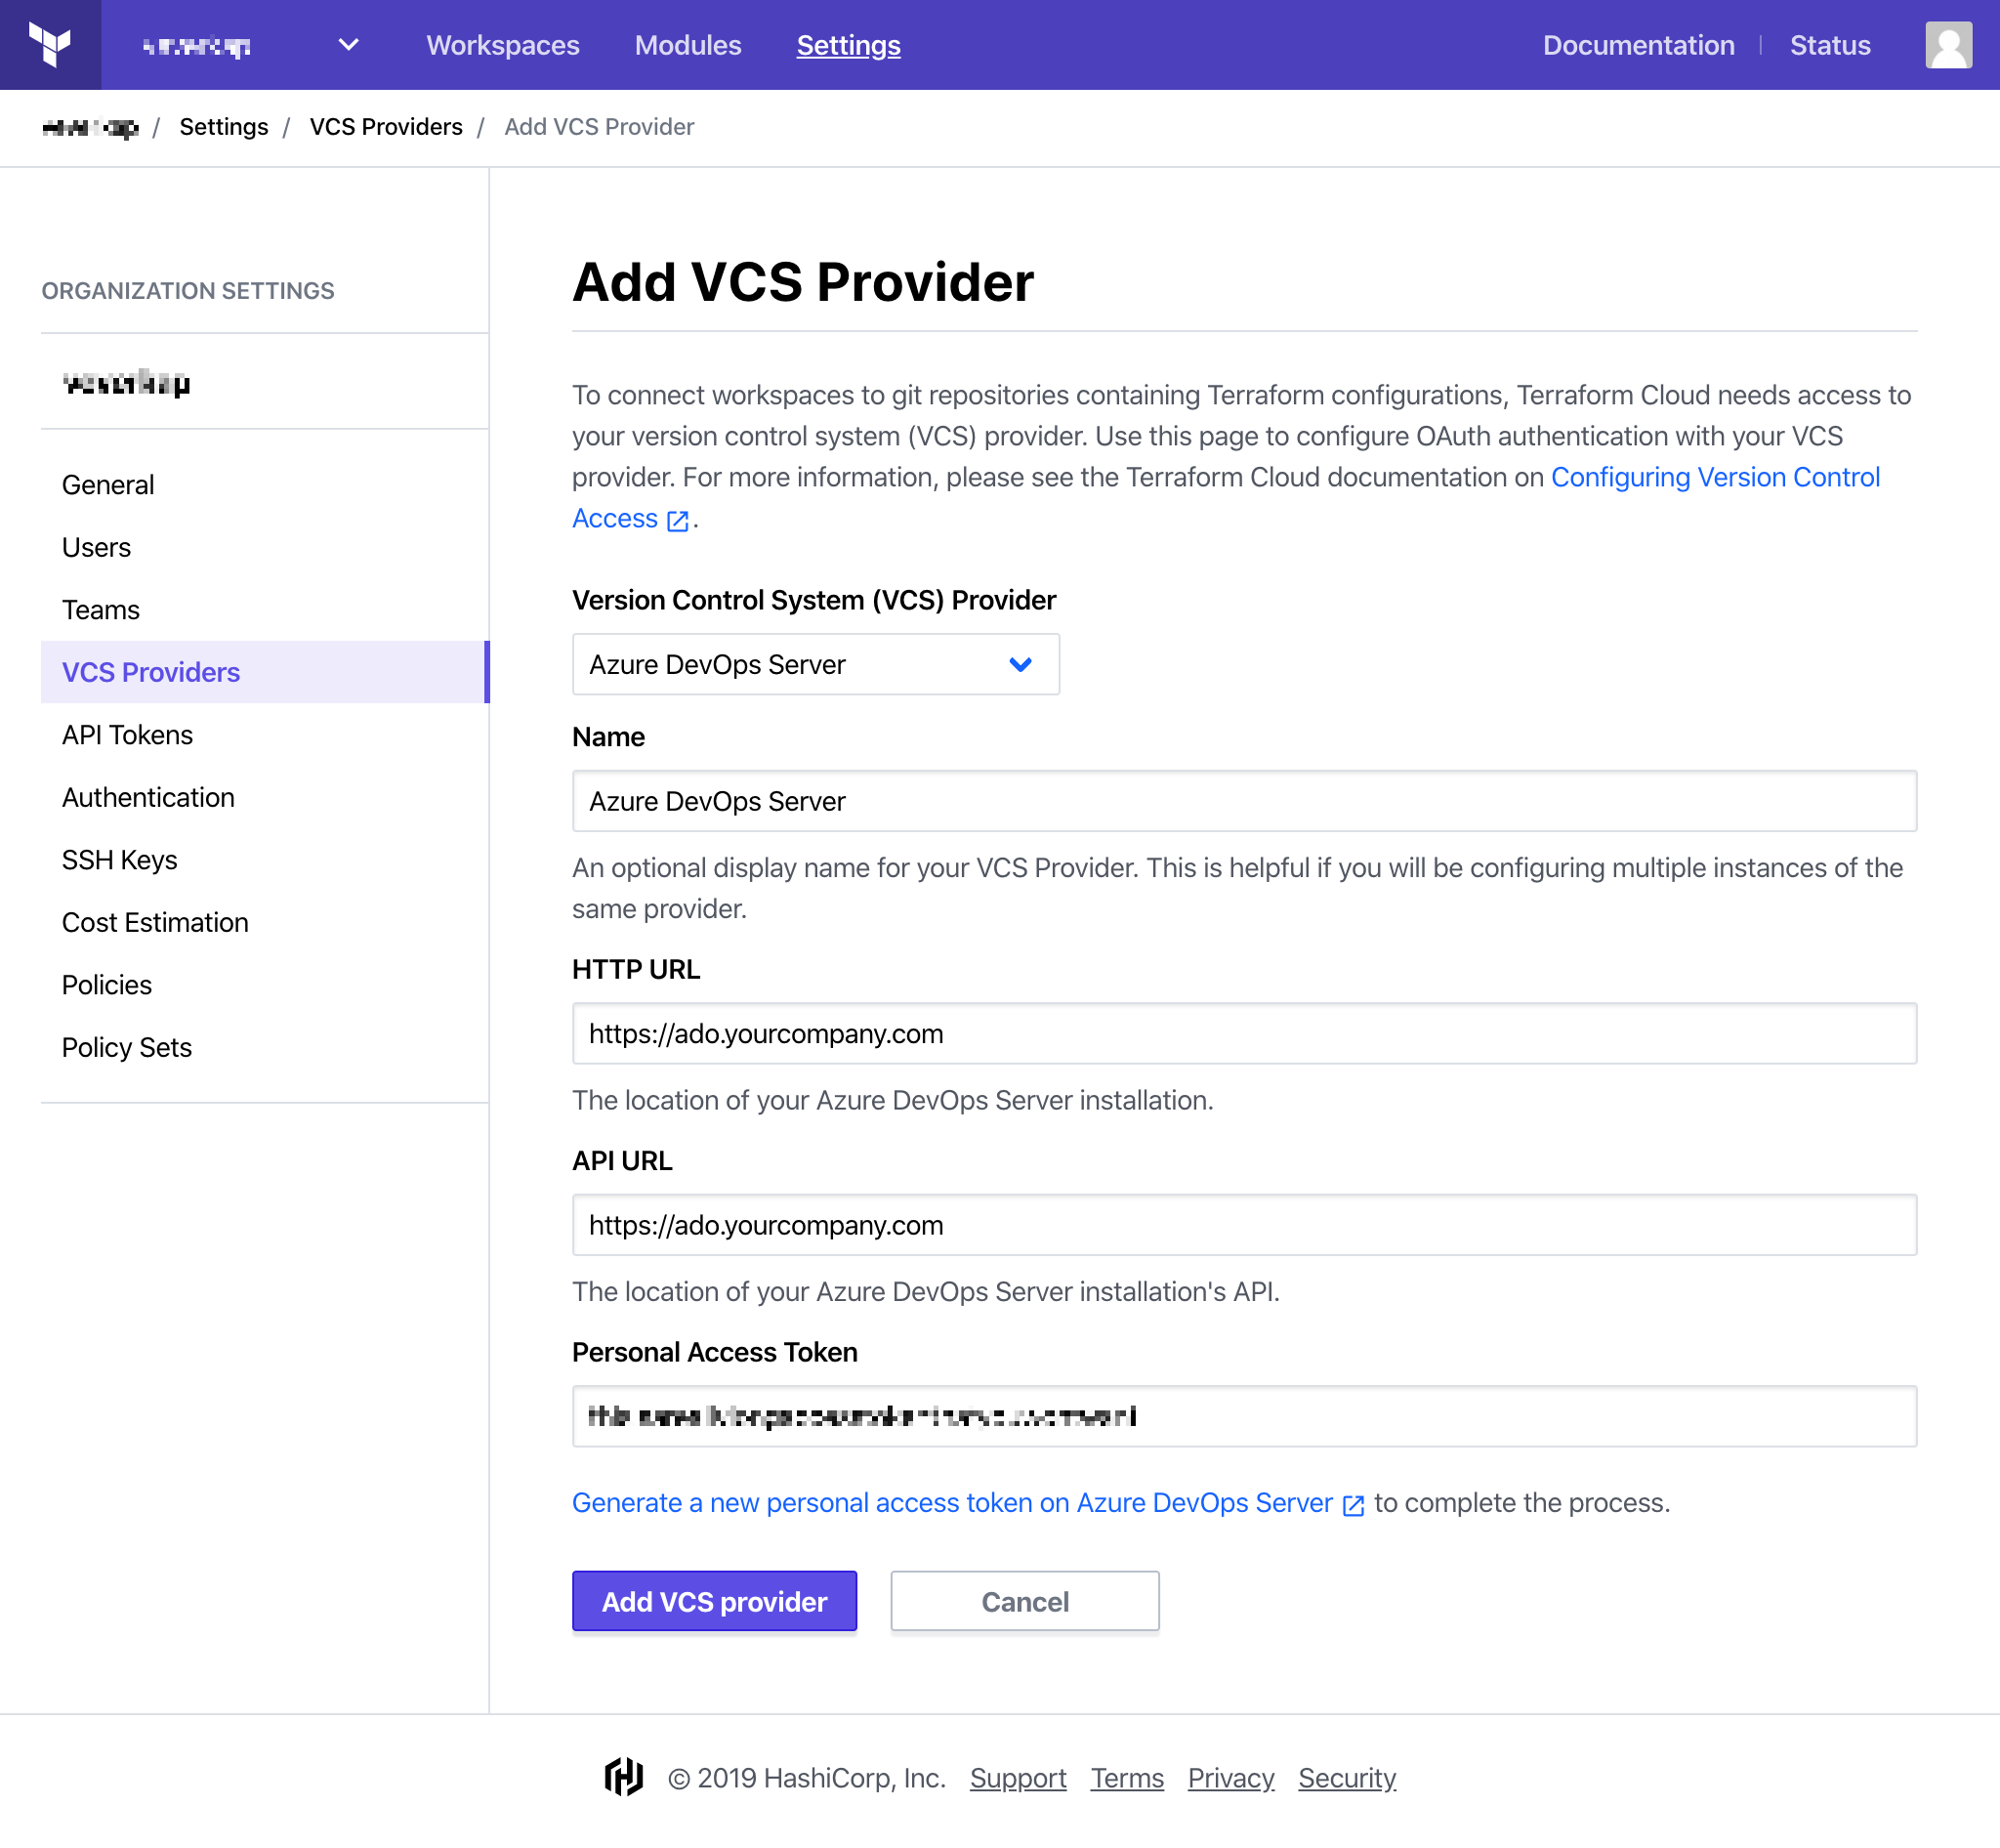 Workspaces Modules Settings Documentation | Status
/ Settings / VCS Providers / Add VCS Provider
ORGANIZATION SETTINGS
General
Users
Teams
VCS Providers
API Tokens
Authentication
SSH Keys
Cost Estimation
Policies
Policy Sets
Add VCS Provider
To connect workspaces to git repositories containing Terraform configurations, Terraform Cloud needs access to
your version control system (VCS) provider. Use this page to configure OAuth authentication with your VCS
provider. For more information, please see the Terraform Cloud documentation on Configuring Version Control
Access .
Version Control System (VCS) Provider
Azure DevOps Server
Name
Azure DevOps Server
An optional display name for your VCS Provider. This is helpful if you will be configuring multiple instances of the
same provider.
HTTP URL
https://ado.yourcompany.com
The location of your Azure DevOps Server installation.
API URL
https://ado.yourcompany.com
The location of your Azure DevOps Server installation's API.
Personal Access Token
Generate a new personal access token on Azure DevOps Server to complete the process.
Add VCS provider Cancel
© 2019 HashiCorp, Inc. Support Terms Privacy Security